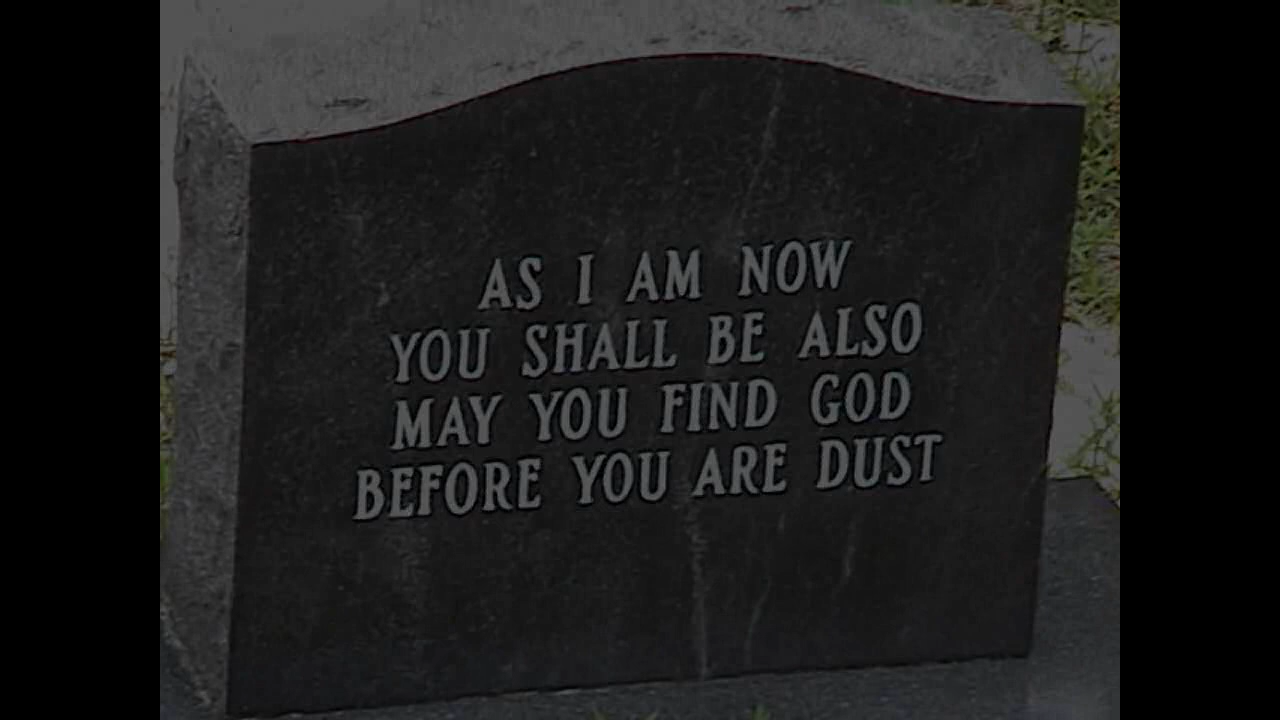 AS I AM NOW
YOU SHALL BE ALSO
MAY YOU FIND GOD
BEFORE YOU ARE DUST